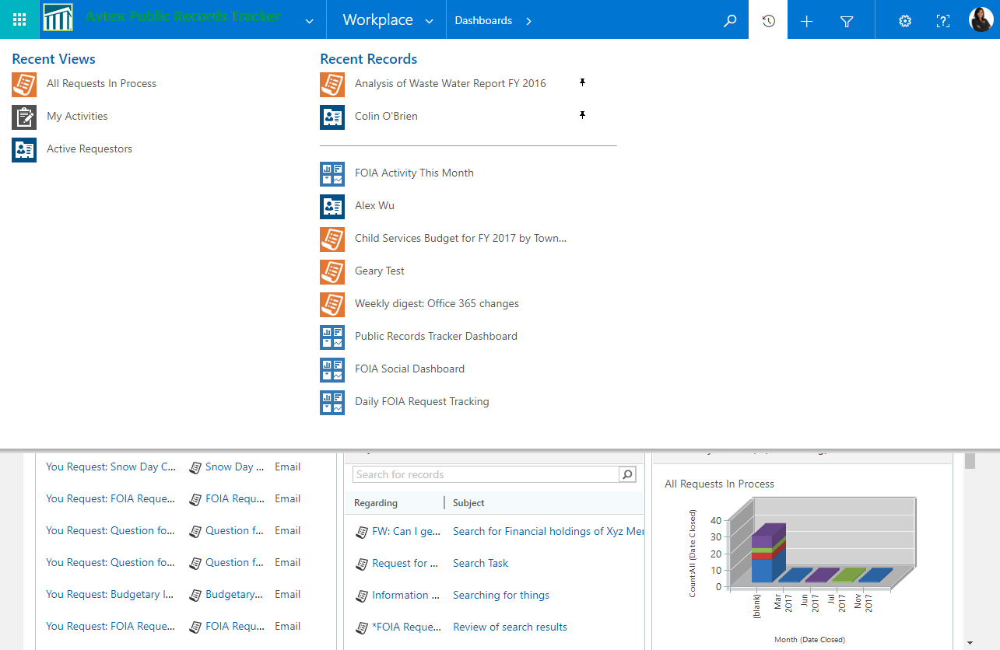 Avtex Public Records Tracker
Workplace
Dashboards
Recent Views
All Requests In Process
My Activities
Active Requestors
Recent Records
Analysis of Waste Water Report FY 2016
Colin O'Brien
FOIA Activity This Month
Alex Wu
Child Services Budget for FY 2017 by Town...
Geary Test
Weekly digest: Office 365 changes
Public Records Tracker Dashboard
FOIA Social Dashboard
Daily FOIA Request Tracking
You Request: Snow Day C... Snow Day ... Email
You Request: FOIA Reque... FOIA Requ... Email
You Request: Question fo... Question f... Email
You Request: Question fo... Question f... Email
You Request: Budgetary I... Budgetary... Email
You Request: FOIA Reque... FOIA Requ... Email
Search for records
Regarding Subject
FW: Can I ge... Search for Financial holdings of Xyz Mer
Request for ... Search Task
Information ... Searching for things
*FOIA Reque... Review of search results
All Requests In Process
Count:All (Date Closed)
40
30
20
10
0
(blank)
Mar 2017
Jun 2017
Jul 2017
Nov 2017
Month (Date Closed)